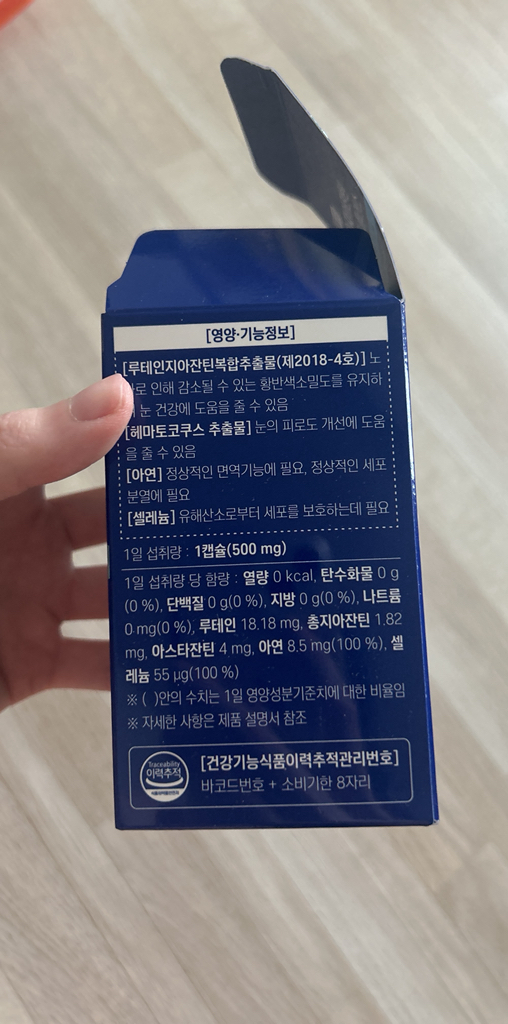 [영양·기능정보]
[루테인지아잔틴복합추출물(제2018-4호)] 노
로 인해 감소될 수 있는 황반색소밀도를 유지하
눈 건강에 도움을 줄 수 있음
[헤마토코쿠스 추출물] 눈의 피로도 개선에 도움
을 줄 수 있음
[아연] 정상적인 면역기능에 필요, 정상적인 세포
분열에 필요
[셀레늄] 유해산소로부터 세포를 보호하는데 필요
1일 섭취량 : 1캡슐(500 mg)
1일 섭취량 당 함량 : 열량 0 kcal, 탄수화물 0 g
(0 %), 단백질 0 g(0 %), 지방 0 g(0 %), 나트륨
0 mg(0 %), 루테인 18.18 mg, 총지아잔틴 1.82
mg, 아스타잔틴 4 mg, 아연 8.5 mg(100 %), 셀
레늄 55 μg(100 %)
※ ( )안의 수치는 1일 영양성분기준치에 대한 비율임
※ 자세한 사항은 제품 설명서 참조
Traceability
이력추적
식품의약품안전처
[건강기능식품이력추적관리번호]
바코드번호 + 소비기한 8자리